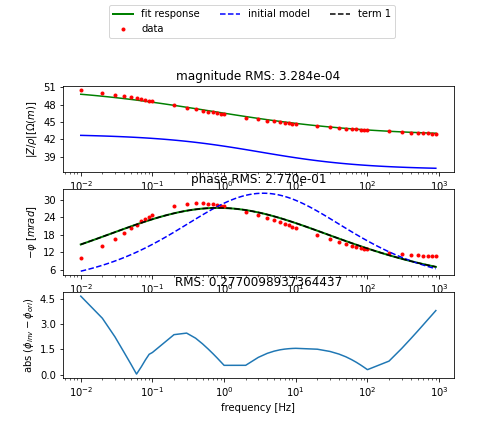 fit response initial model term 1
data
magnitude RMS: 3.284e-04
51
48
45
42
39
|Z/ρ|[Ω(m)]
10⁻² 10⁻¹ 10⁰ 10¹ 10² 10³
phase RMS: 2.770e-01
30
24
18
12
6
−φ [mrad]
10⁻² 10⁻¹ 10⁰ 10¹ 10² 10³
RMS: 0.2770098937364437
4.5
3.0
1.5
0.0
abs (ϕinv − ϕori)
10⁻² 10⁻¹ 10⁰ 10¹ 10² 10³
frequency [Hz]